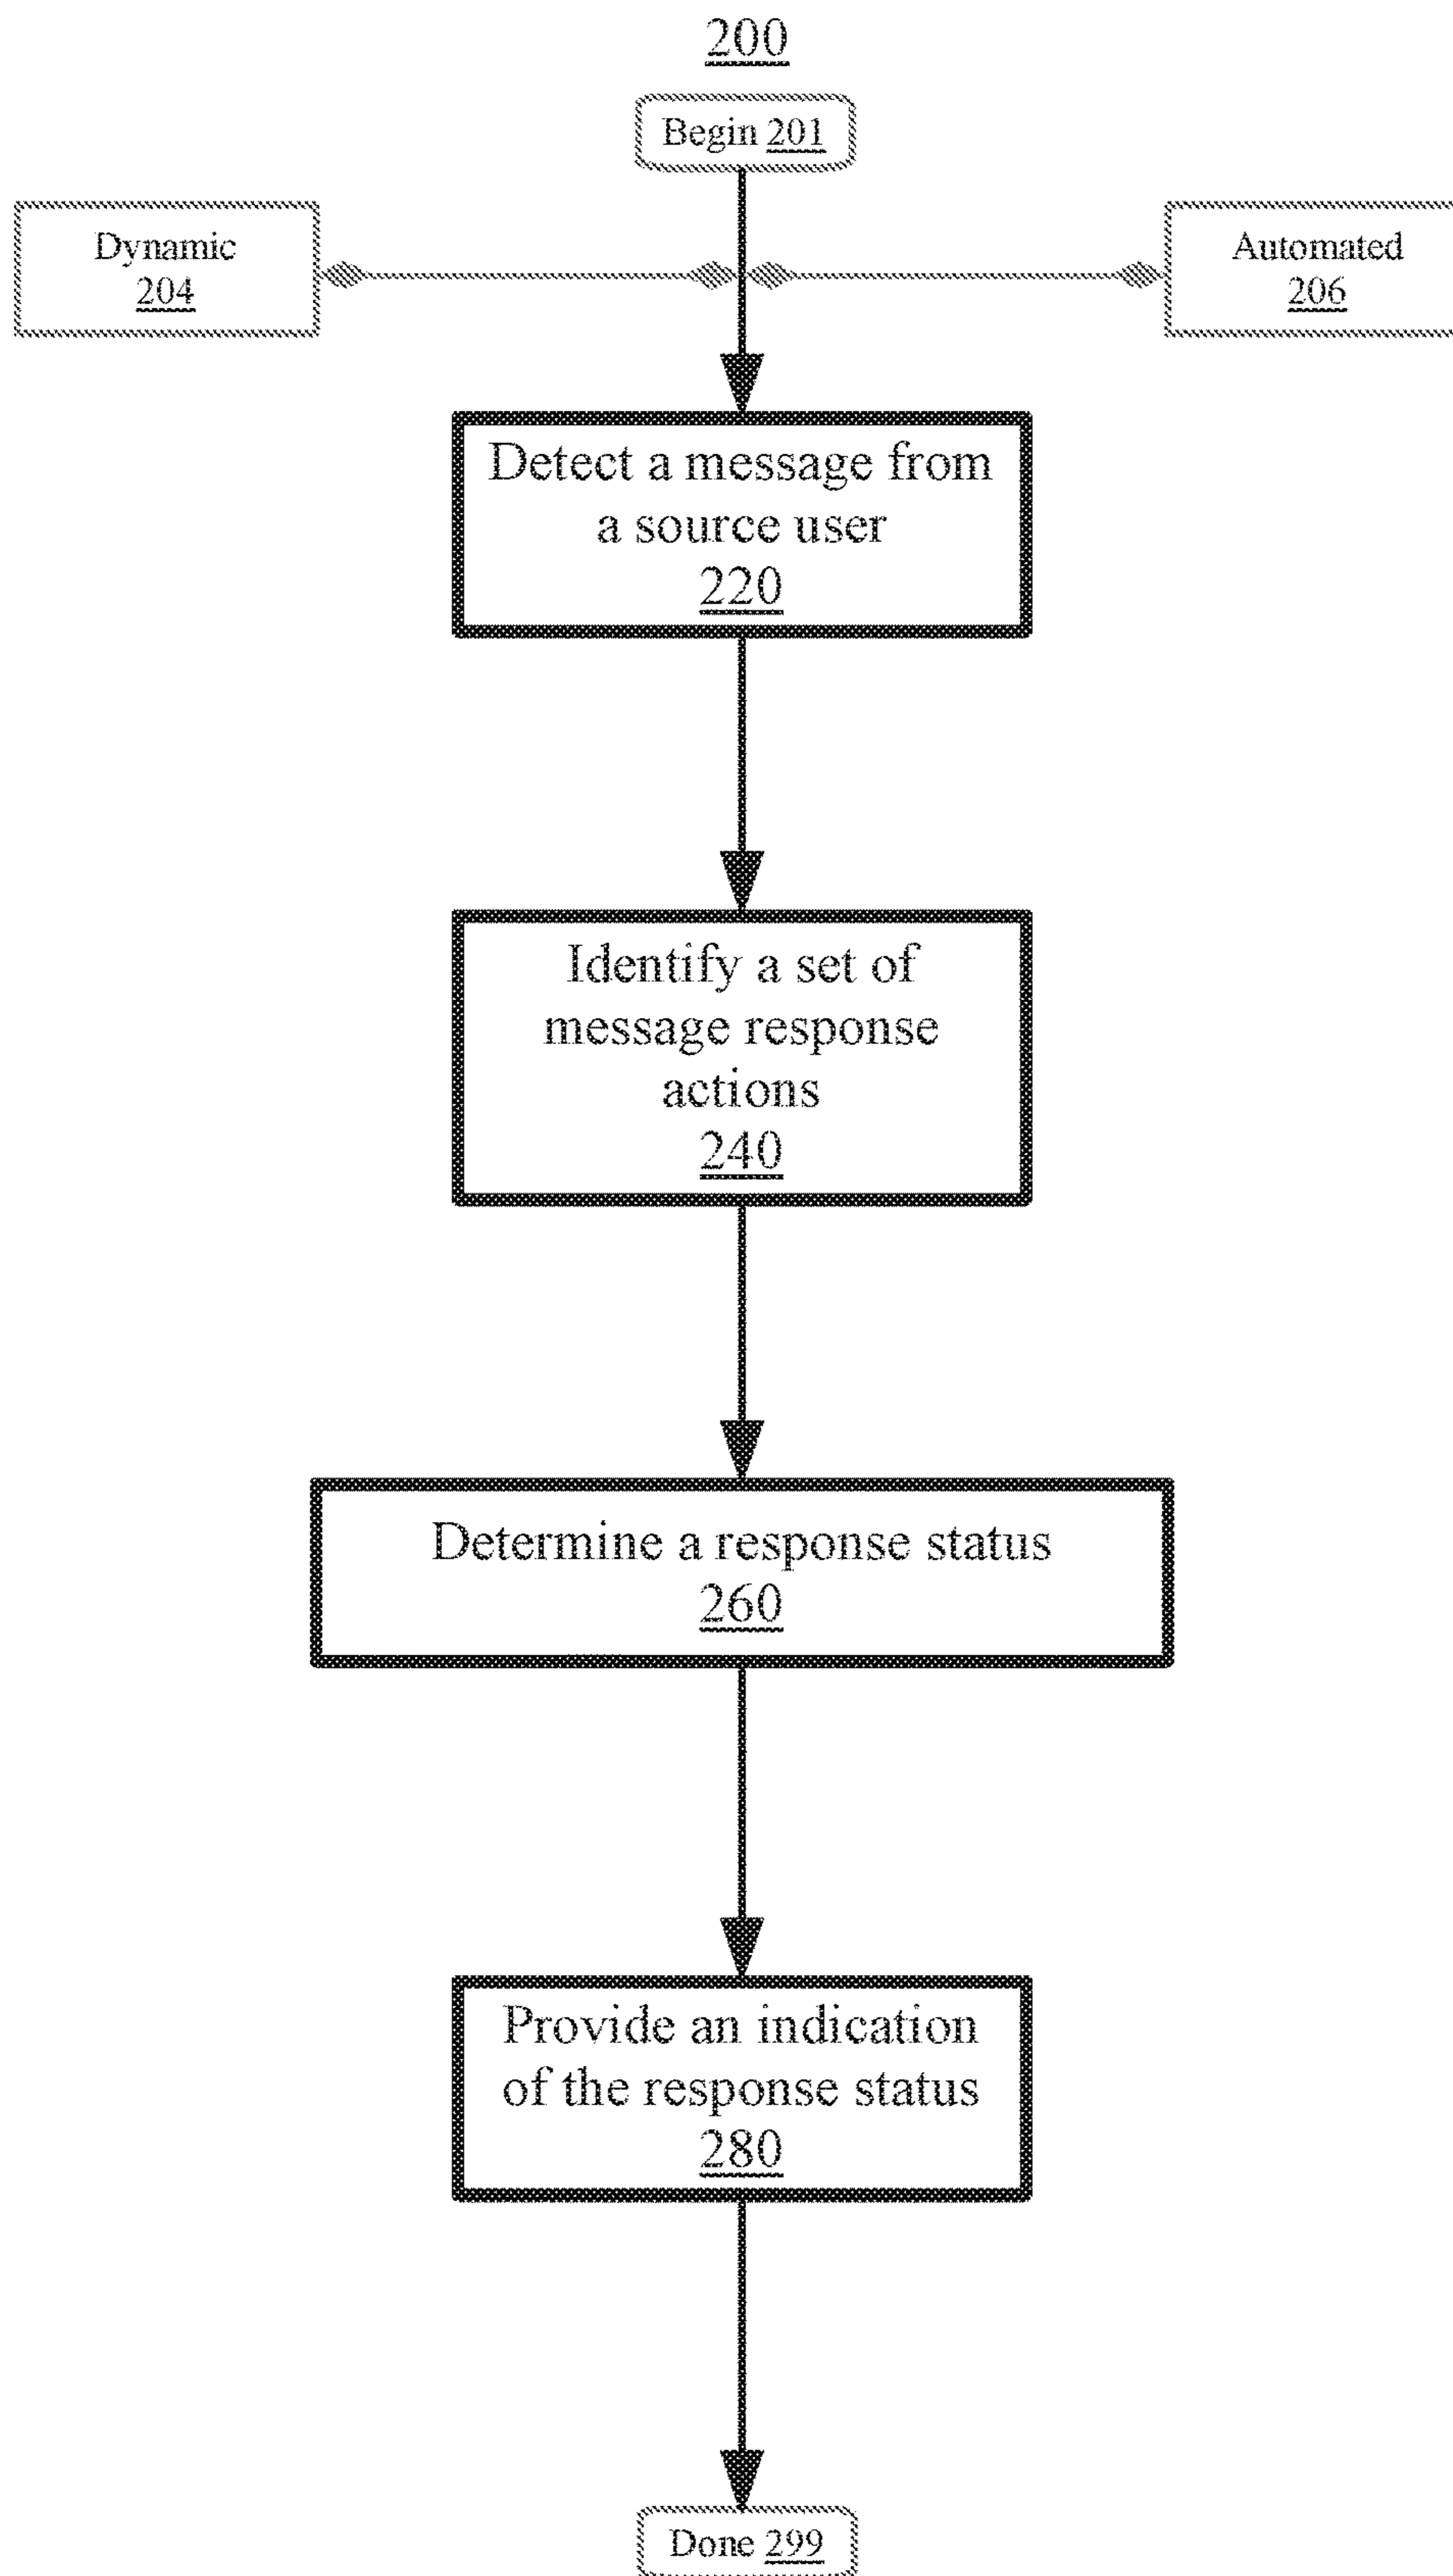 200
Begin 201
Dynamic
204
Automated
206
Detect a message from
a source user
220
Identify a set of
message response
actions
240
Determine a response status
260
Provide an indication
of the response status
280
Done 299